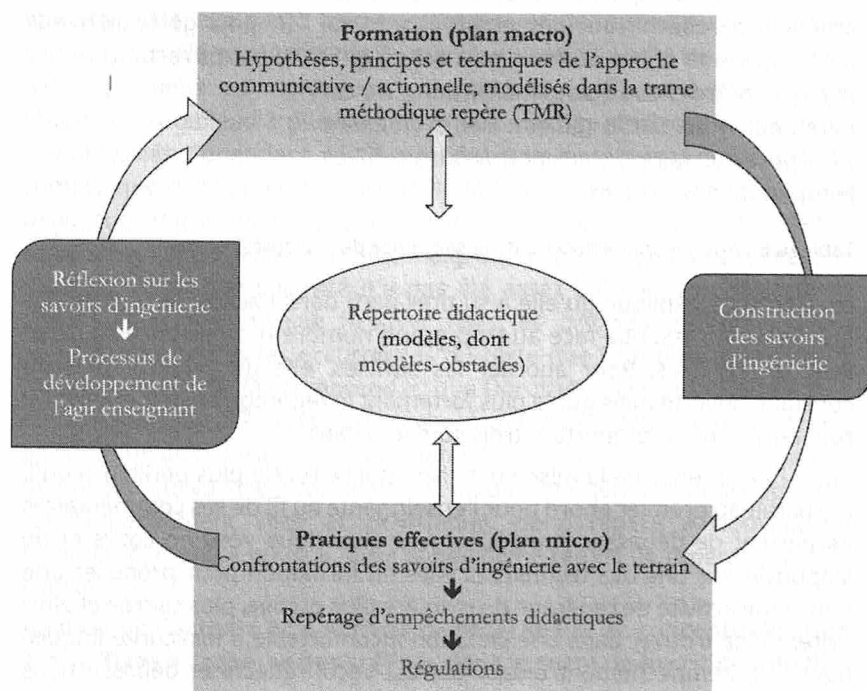 Formation (plan macro)
Hypothèses, principes et techniques de l'approche
communicative / actionnelle, modélisés dans la trame
méthodique repère (TMR)
Réflexion sur les
savoirs d'ingénierie
Processus de
développement de
l'agir enseignant
Répertoire didactique
(modèles, dont
modèles-obstacles)
Construction
des savoirs
d'ingénierie
Pratiques effectives (plan micro)
Confrontations des savoirs d'ingénierie avec le terrain
Repérage d'empêchements didactiques
Régulations